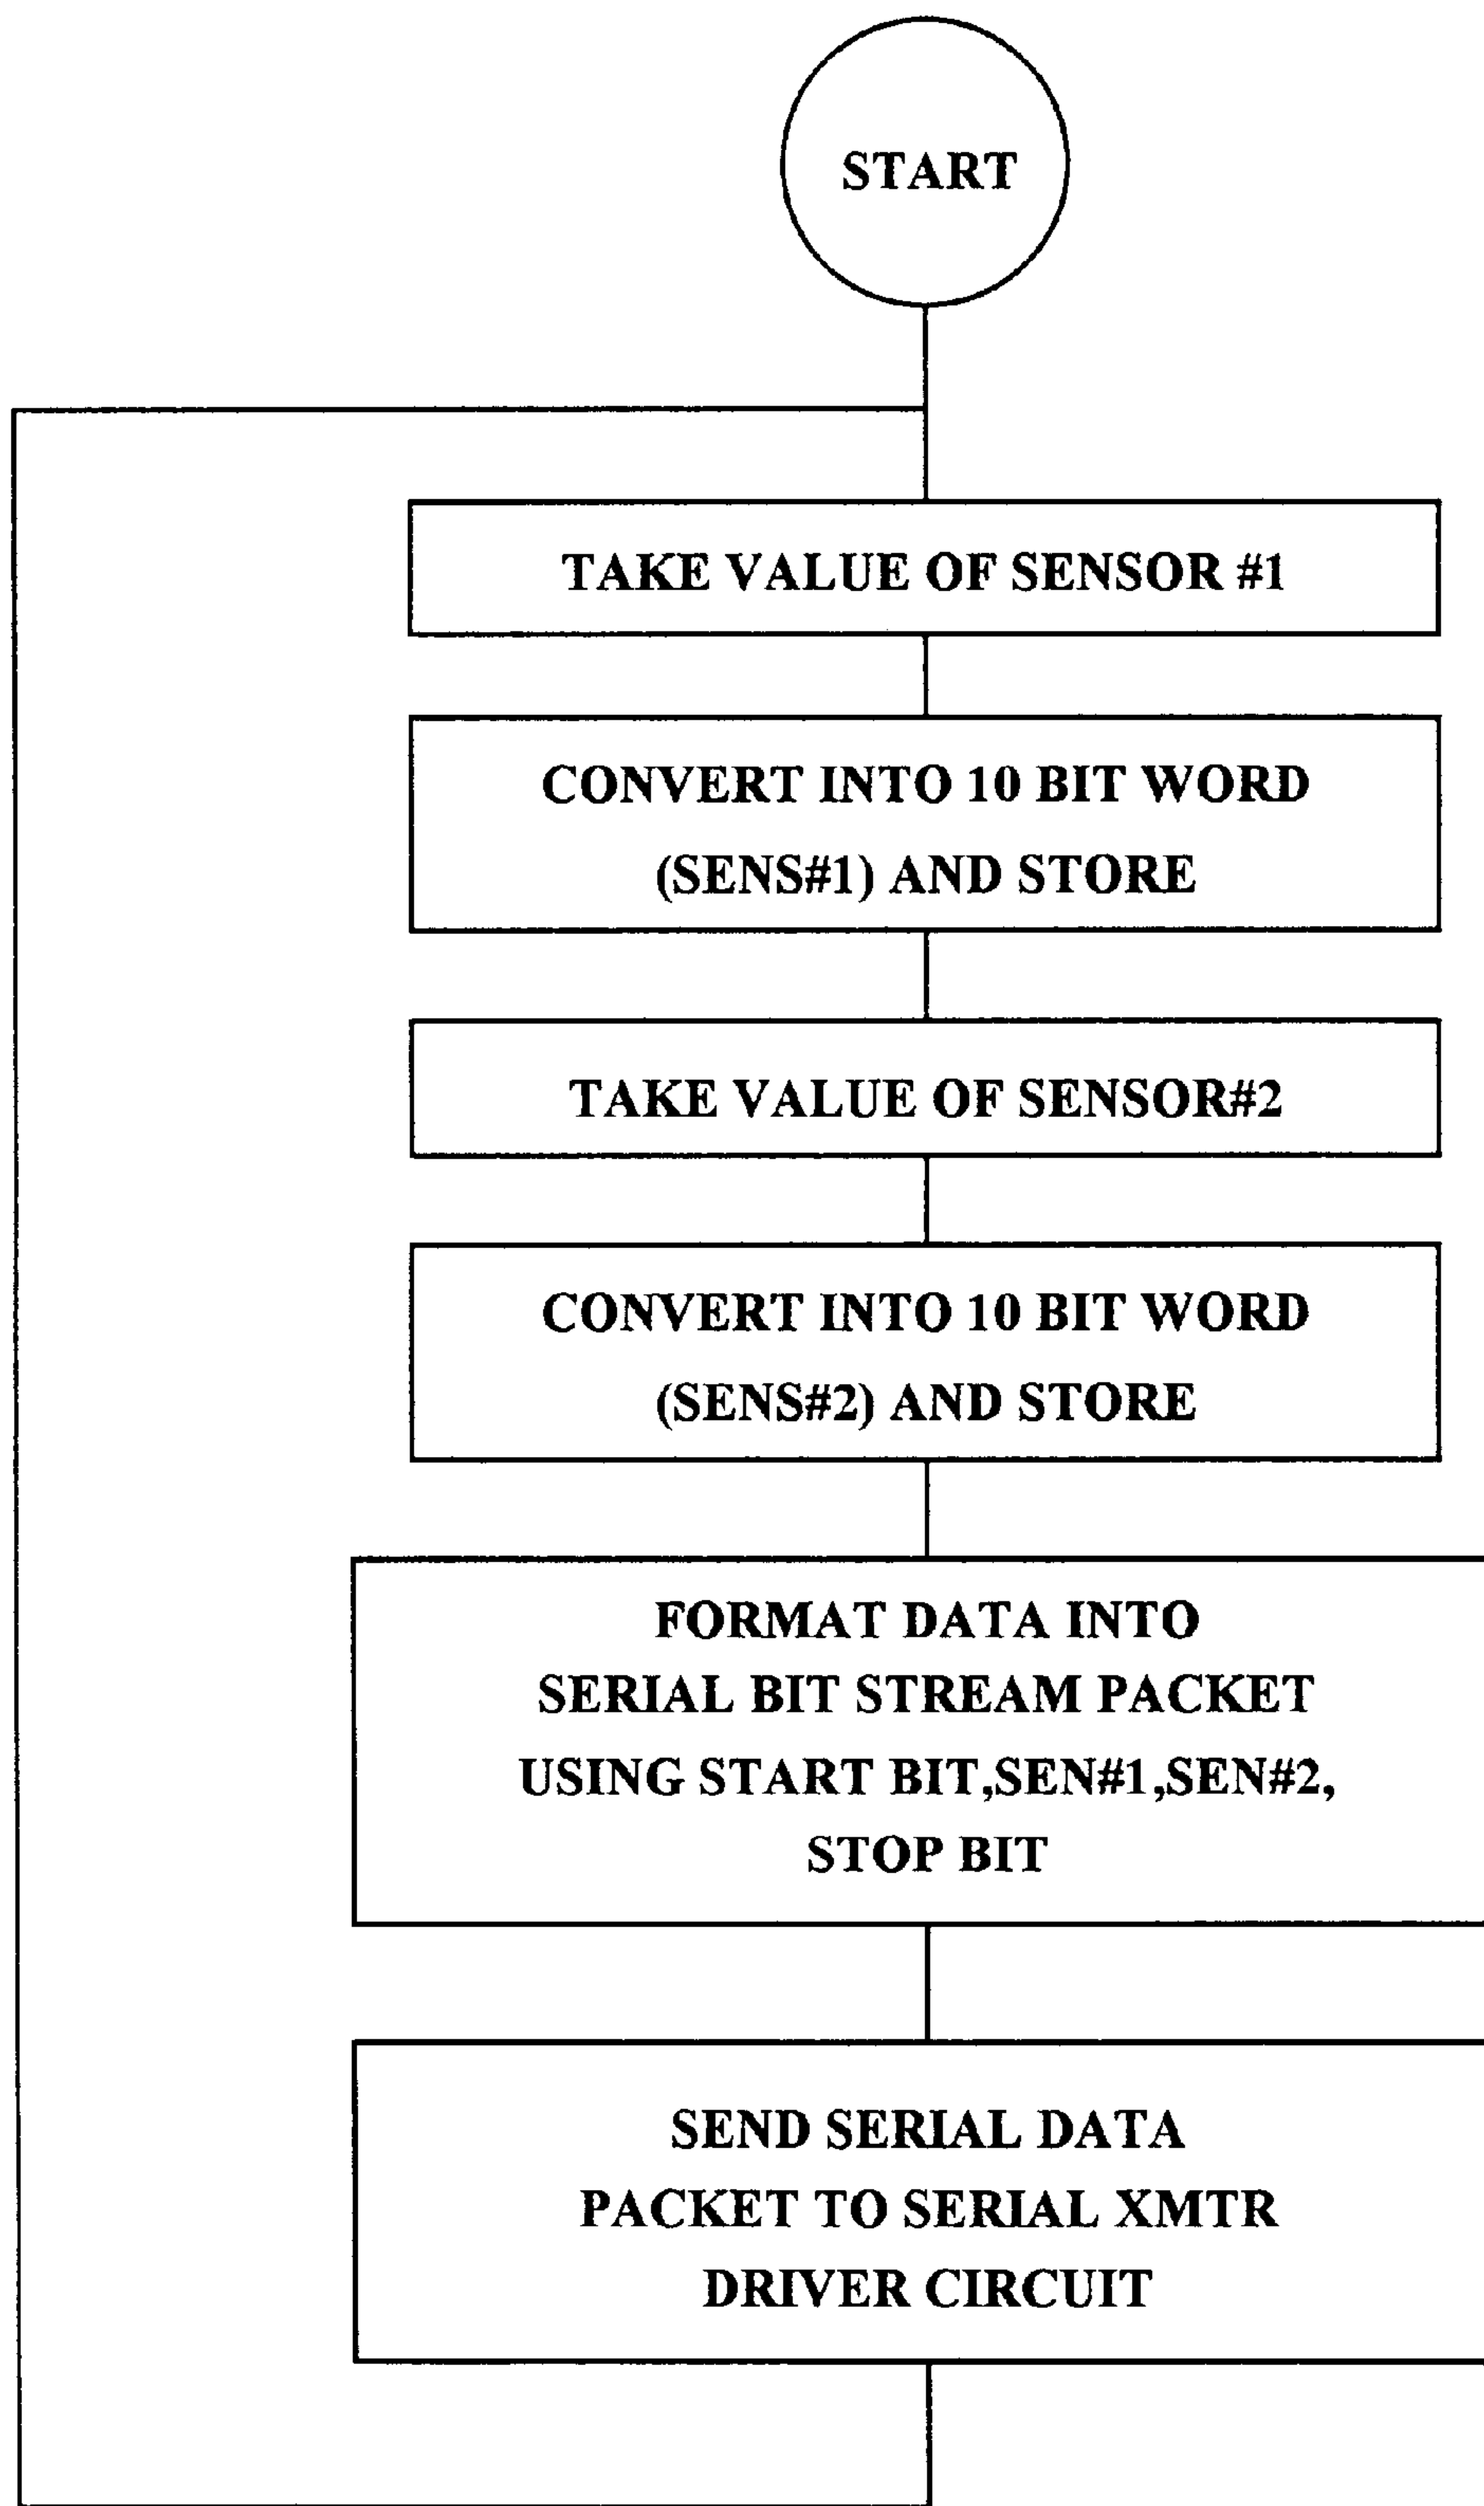 START
TAKE VALUE OF SENSOR #1
CONVERT INTO 10 BIT WORD
(SENS#1) AND STORE
TAKE VALUE OF SENSOR#2
CONVERT INTO 10 BIT WORD
(SENS#2) AND STORE
FORMAT DATA INTO
SERIAL BIT STREAM PACKET
USING START BIT,SEN#1,SEN#2,
STOP BIT
SEND SERIAL DATA
PACKET TO SERIAL XMTR
DRIVER CIRCUIT